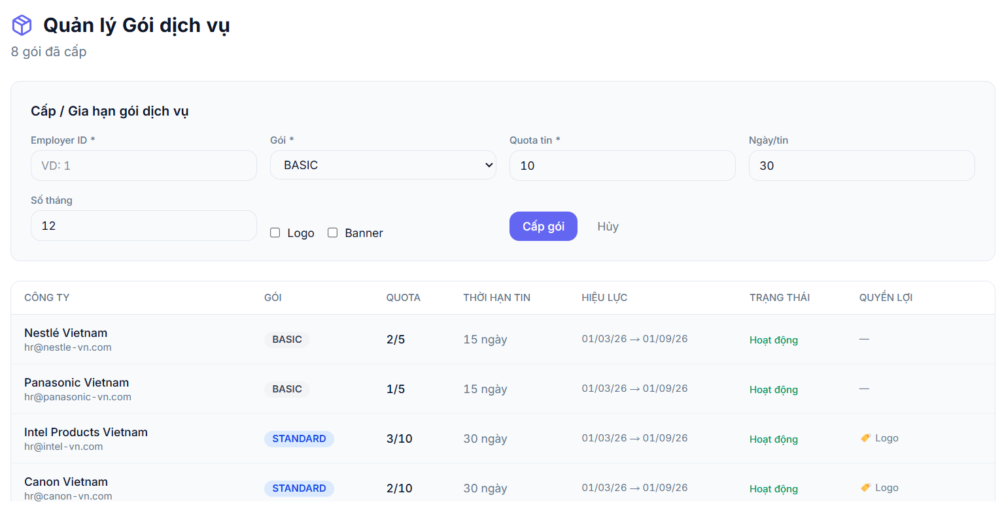 Quản lý Gói dịch vụ
8 gói đã cấp
Cấp / Gia hạn gói dịch vụ
Employer ID * Gói * Quota tin * Ngày/tin
VD: 1 BASIC 10 30
Số tháng
12 Logo Banner Cấp gói Hủy
CÔNG TY GÓI QUOTA THỜI HẠN TIN HIỆU LỰC TRẠNG THÁI QUYỀN LỢI
Nestlé Vietnam BASIC 2/5 15 ngày 01/03/26 → 01/09/26 Hoạt động —
hr@nestle-vn.com
Panasonic Vietnam BASIC 1/5 15 ngày 01/03/26 → 01/09/26 Hoạt động —
hr@panasonic-vn.com
Intel Products Vietnam STANDARD 3/10 30 ngày 01/03/26 → 01/09/26 Hoạt động Logo
hr@intel-vn.com
Canon Vietnam STANDARD 2/10 30 ngày 01/03/26 → 01/09/26 Hoạt động Logo
hr@canon-vn.com